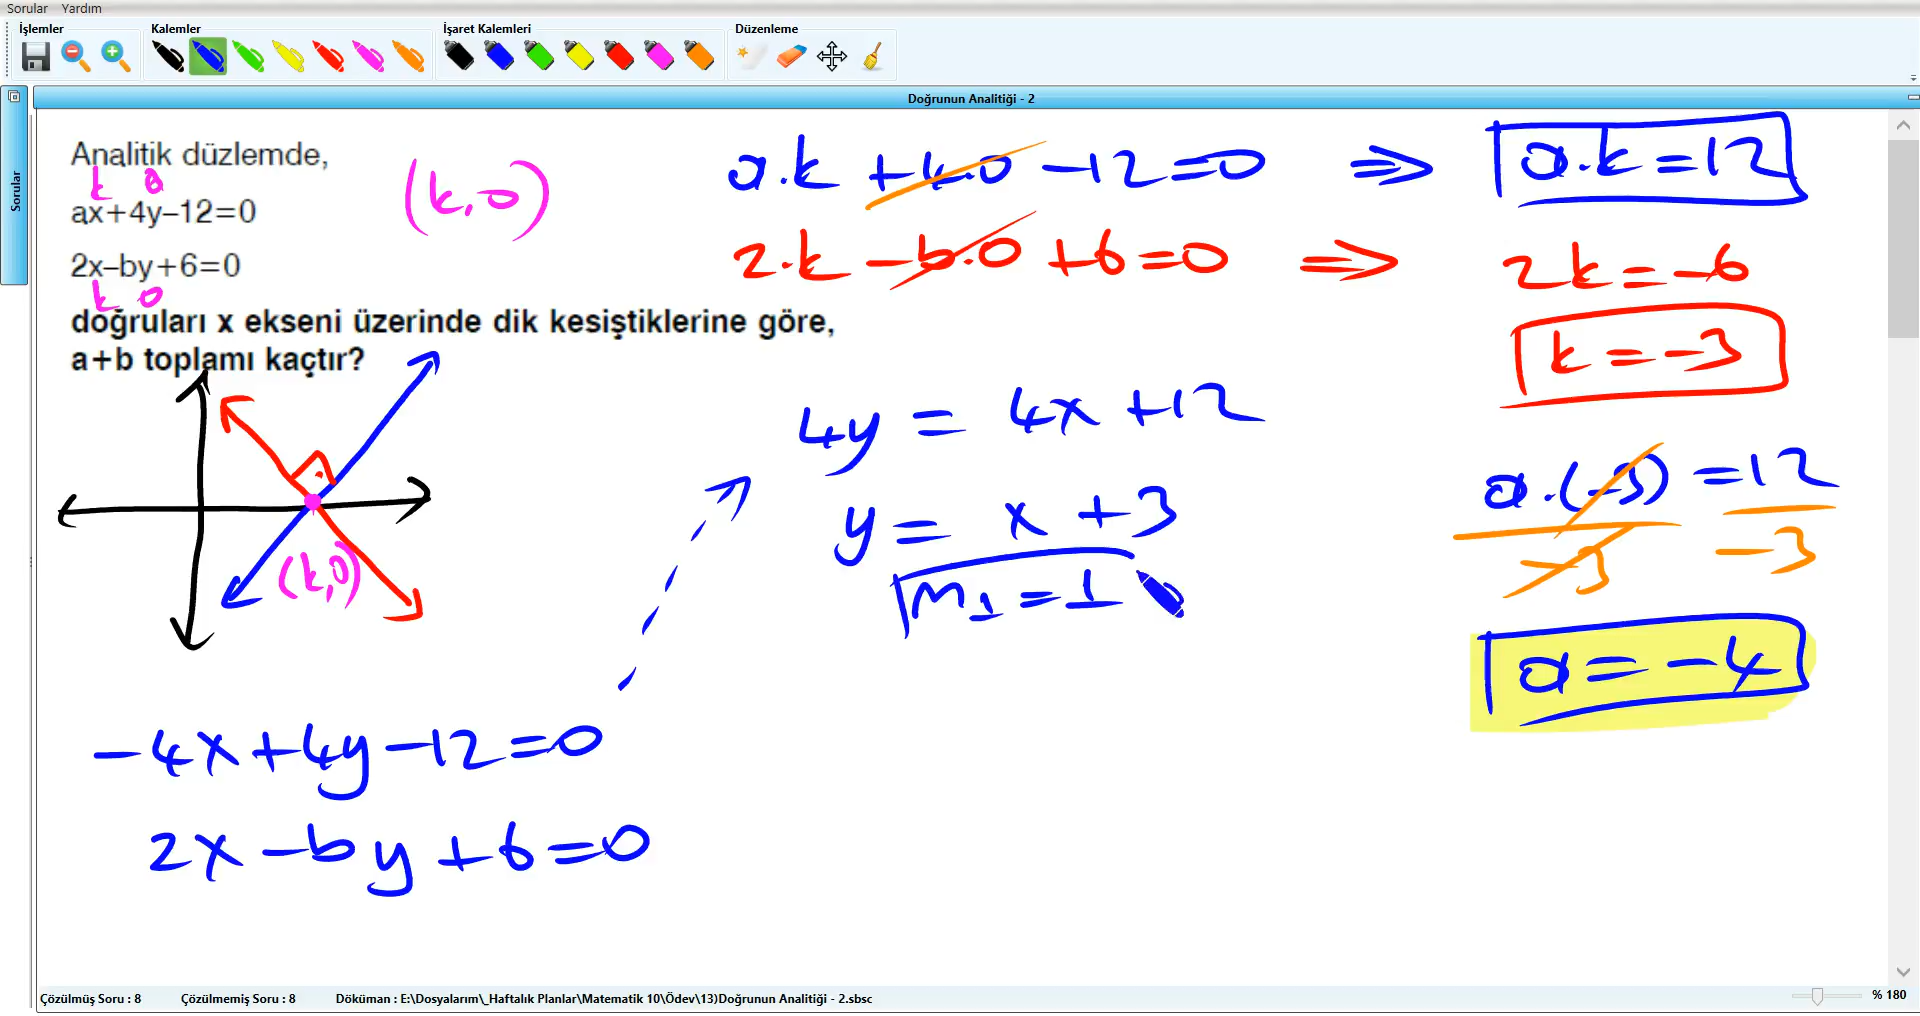 Sorular Yardım
İşlemler Kalemler İşaret Kalemleri Düzenleme
Doğrunun Analitiği - 2
Sorular
Analitik düzlemde,
k 0
ax+4y–12=0
2x–by+6=0
k 0
doğruları x ekseni üzerinde dik kesiştiklerine göre,
a+b toplamı kaçtır?
(k,0)
(k,0)
a.k +4.0 -12=0 ⇒ a.k=12
2.k -b.0 +6=0 ⇒ 2k=-6
k=-3
a.(-3) =12
-3 -3
a=-4
-4x+4y-12=0
2x-by+6=0
4y = 4x +12
y = x +3
m1=1
Çözülmüş Soru : 8 Çözülmemiş Soru : 8 Döküman : E:\Dosyalarım\_Haftalık Planlar\Matematik 10\Ödev\13)Doğrunun Analitiği - 2.sbsc % 180